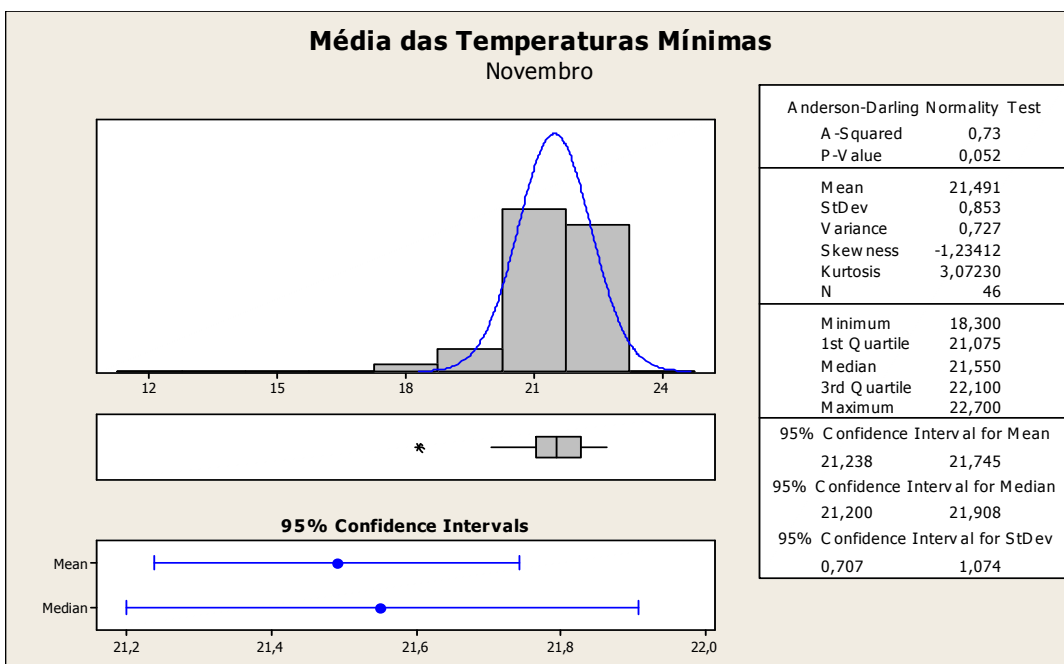 Média das Temperaturas Mínimas
Novembro
12 15 18 21 24
95% Confidence Intervals
Mean
Median
21,2 21,4 21,6 21,8 22,0
Anderson-Darling Normality Test
A-Squared 0,73
P-Value 0,052
Mean 21,491
StDev 0,853
Variance 0,727
Skewness -1,23412
Kurtosis 3,07230
N 46
Minimum 18,300
1st Quartile 21,075
Median 21,550
3rd Quartile 22,100
Maximum 22,700
95% Confidence Interval for Mean
21,238 21,745
95% Confidence Interval for Median
21,200 21,908
95% Confidence Interval for StDev
0,707 1,074